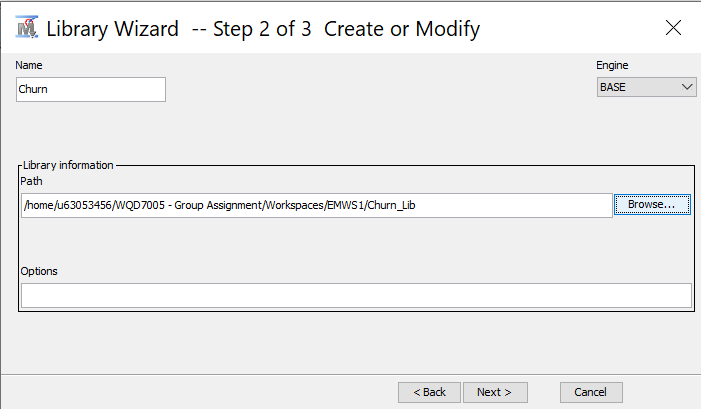 Library Wizard -- Step 2 of 3 Create or Modify
Name
Engine
Churn
BASE
Library information
Path
/home/u63053456/WQD7005 - Group Assignment/Workspaces/EMWS1/Churn_Lib
Browse...
Options
< Back
Next >
Cancel